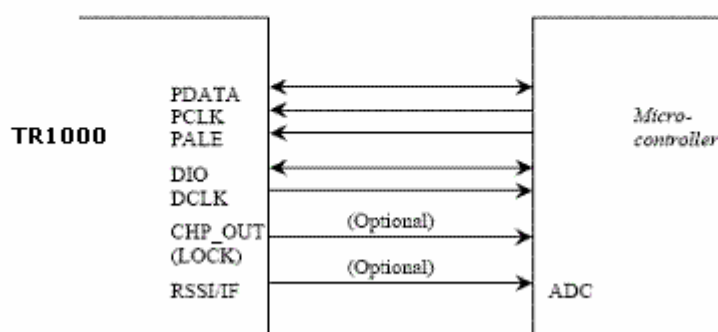 PDATA
PCLK
PALE
TR1000
Micro-
controller
DIO
DCLK
CHP_OUT
(LOCK)
(Optional)
(Optional)
RSSI/IF
ADC